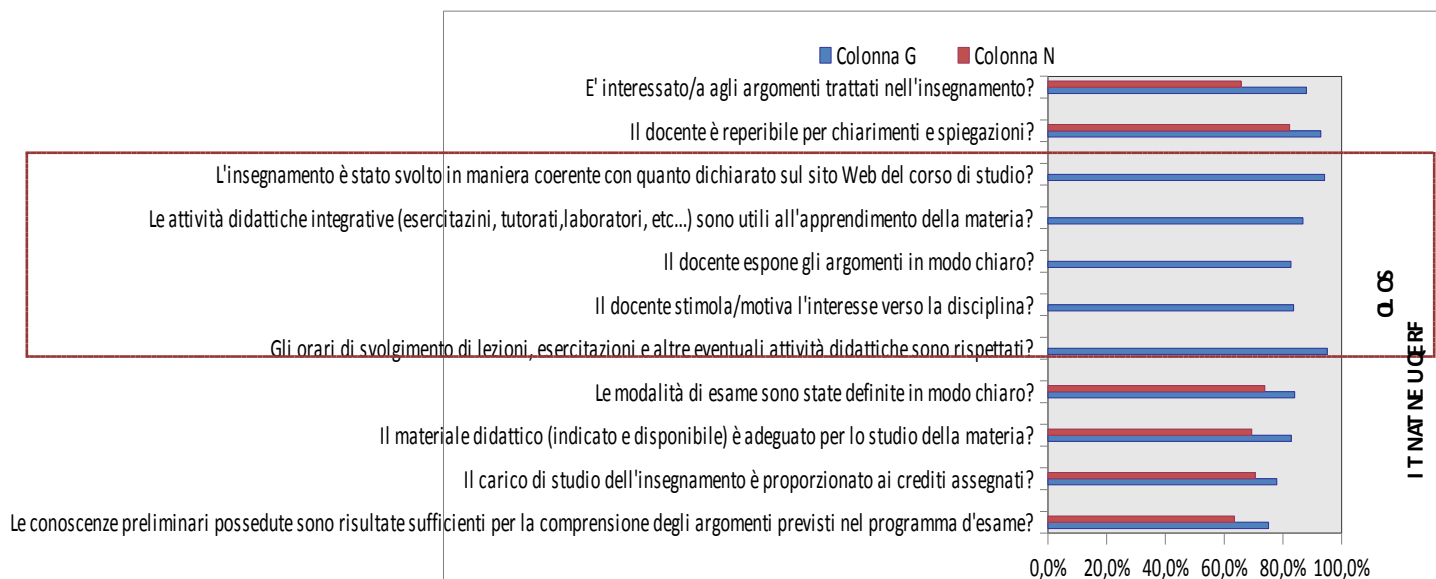 Colonna G Colonna N
E' interessato/a agli argomenti trattati nell'insegnamento?
Il docente è reperibile per chiarimenti e spiegazioni?
L'insegnamento è stato svolto in maniera coerente con quanto dichiarato sul sito Web del corso di studio?
Le attività didattiche integrative (esercitazini, tutorati,laboratori, etc...) sono utili all'apprendimento della materia?
Il docente espone gli argomenti in modo chiaro?
Il docente stimola/motiva l'interesse verso la disciplina?
Gli orari di svolgimento di lezioni, esercitazioni e altre eventuali attività didattiche sono rispettati?
Le modalità di esame sono state definite in modo chiaro?
Il materiale didattico (indicato e disponibile) è adeguato per lo studio della materia?
Il carico di studio dell'insegnamento è proporzionato ai crediti assegnati?
Le conoscenze preliminari possedute sono risultate sufficienti per la comprensione degli argomenti previsti nel programma d'esame?
0,0% 20,0% 40,0% 60,0% 80,0% 100,0%
SOLO
FREQUENTANTI